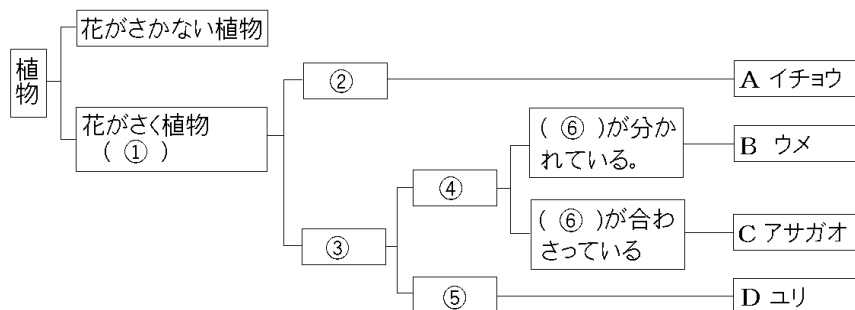 植物
花がさかない植物
花がさく植物
( ① )
②
③
④
⑤
( ⑥ )が分か
れている。
( ⑥ )が合わ
さっている
A イチョウ
B ウメ
C アサガオ
D ユリ